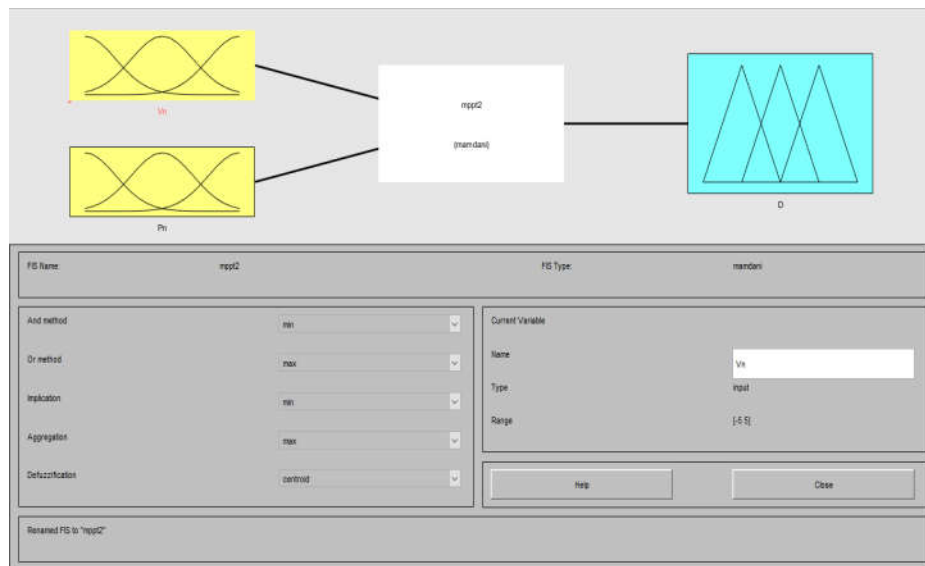 Vn
mppt2
(mamdani)
Pn
D
FIS Name: mppt2 FIS Type: mamdani
And method min
Or method max
Implication min
Aggregation max
Defuzzification centroid
Current Variable
Name Vn
Type input
Range [-5 5]
Help Close
Renamed FIS to "mppt2"